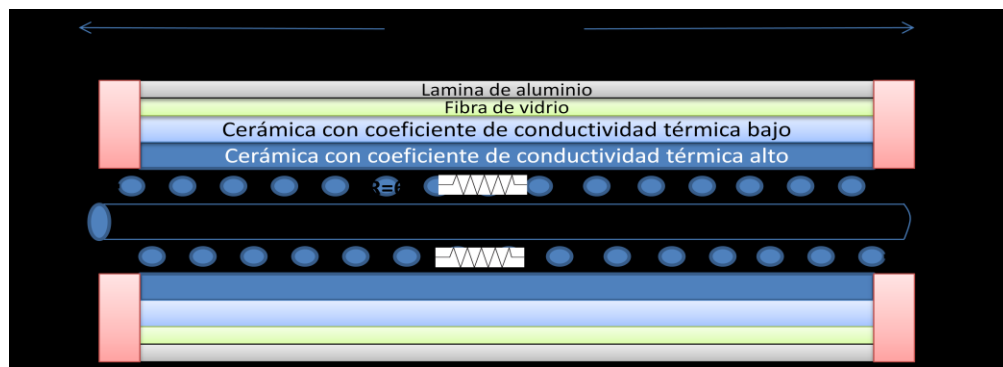 Lamina de aluminio
Fibra de vidrio
Cerámica con coeficiente de conductividad térmica bajo
Cerámica con coeficiente de conductividad térmica alto